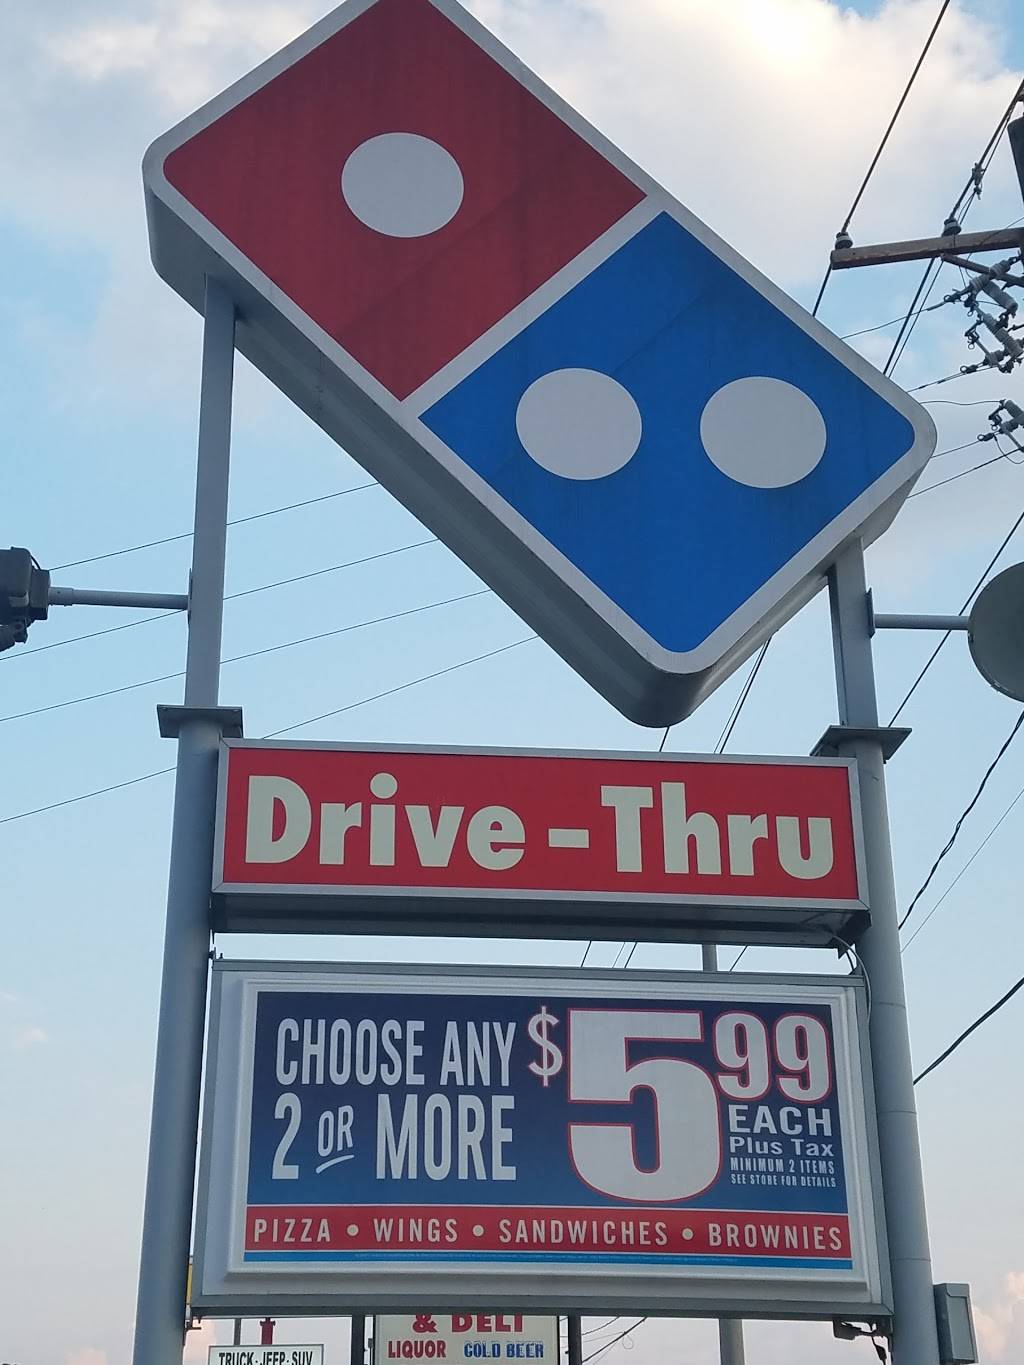 Drive-Thru
CHOOSE ANY
2 OR MORE
$5 99
EACH
Plus Tax
MINIMUM 2 ITEMS
SEE STORE FOR DETAILS
PIZZA • WINGS • SANDWICHES • BROWNIES
& DELI
LIQUOR COLD BEER
TRUCK·JEEP·SUV